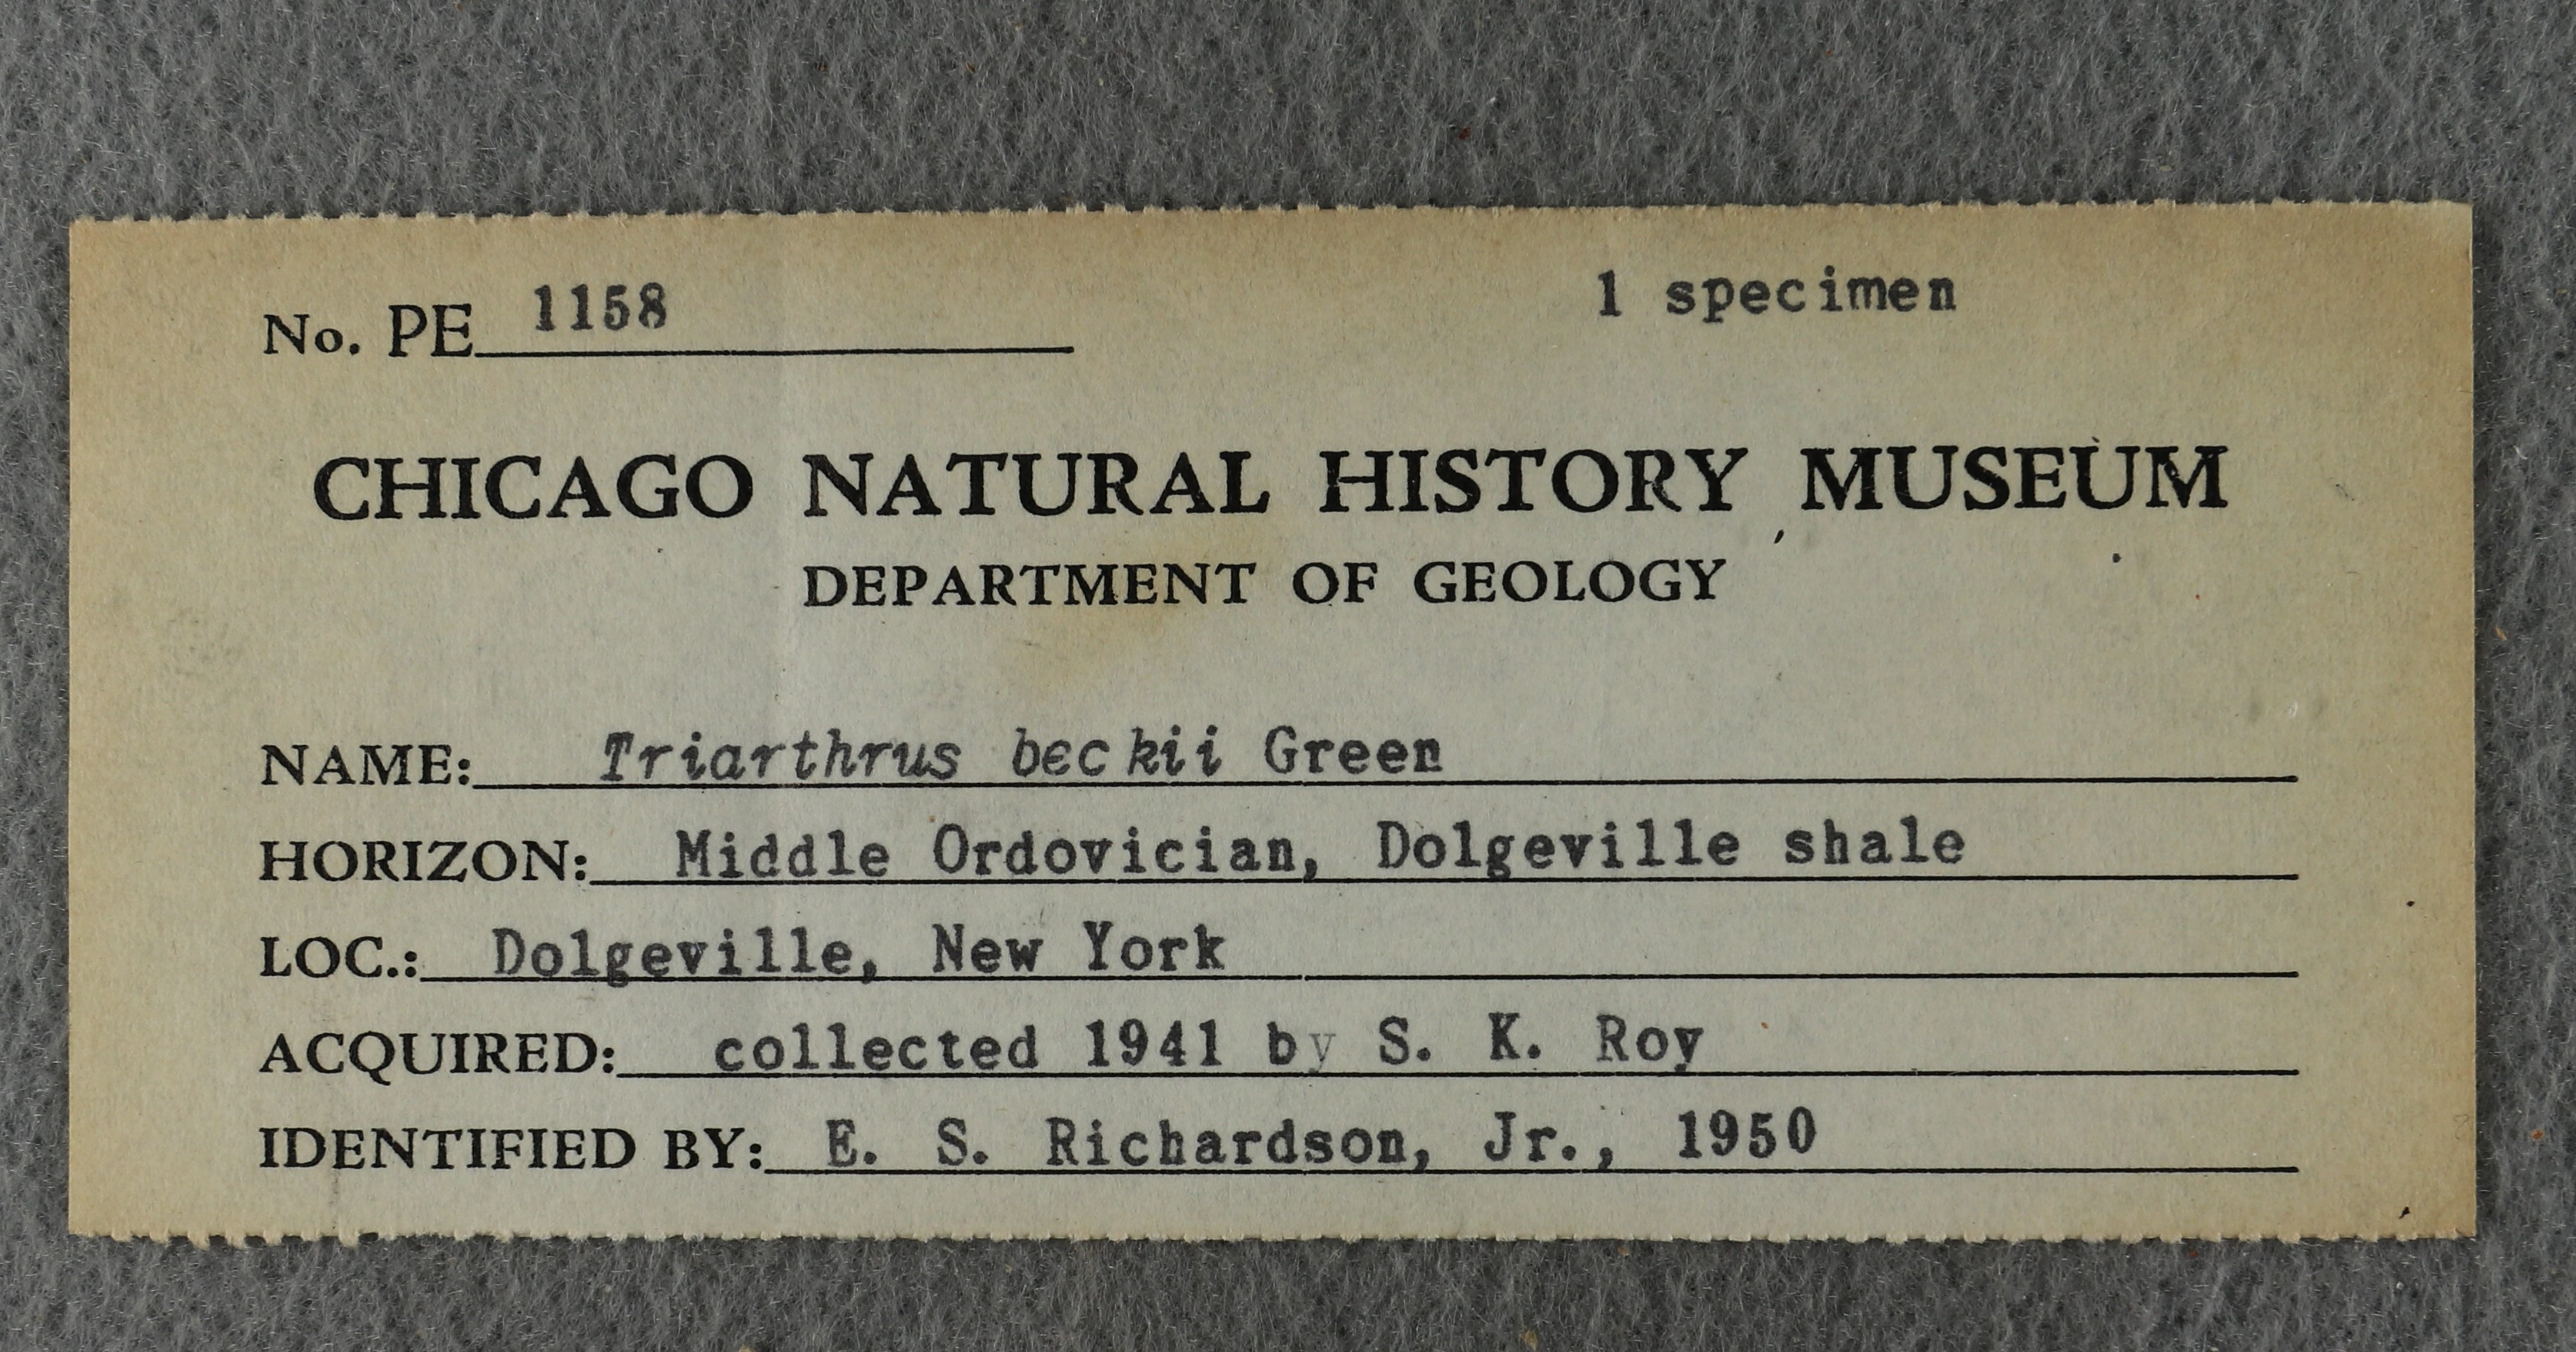 No. PE 1158 1 specimen
CHICAGO NATURAL HISTORY MUSEUM
DEPARTMENT OF GEOLOGY
NAME: Triarthrus beckii Green
HORIZON: Middle Ordovician, Dolgeville shale
LOC.: Dolgeville, New York
ACQUIRED: collected 1941 by S. K. Roy
IDENTIFIED BY: E. S. Richardson, Jr., 1950